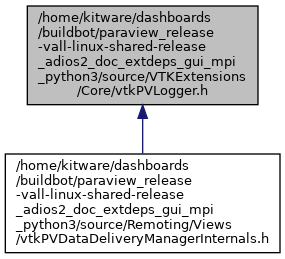 /home/kitware/dashboards
/buildbot/paraview_release
-vall-linux-shared-release
_adios2_doc_extdeps_gui_mpi
_python3/source/VTKExtensions
/Core/vtkPVLogger.h
/home/kitware/dashboards
/buildbot/paraview_release
-vall-linux-shared-release
_adios2_doc_extdeps_gui_mpi
_python3/source/Remoting/Views
/vtkPVDataDeliveryManagerInternals.h